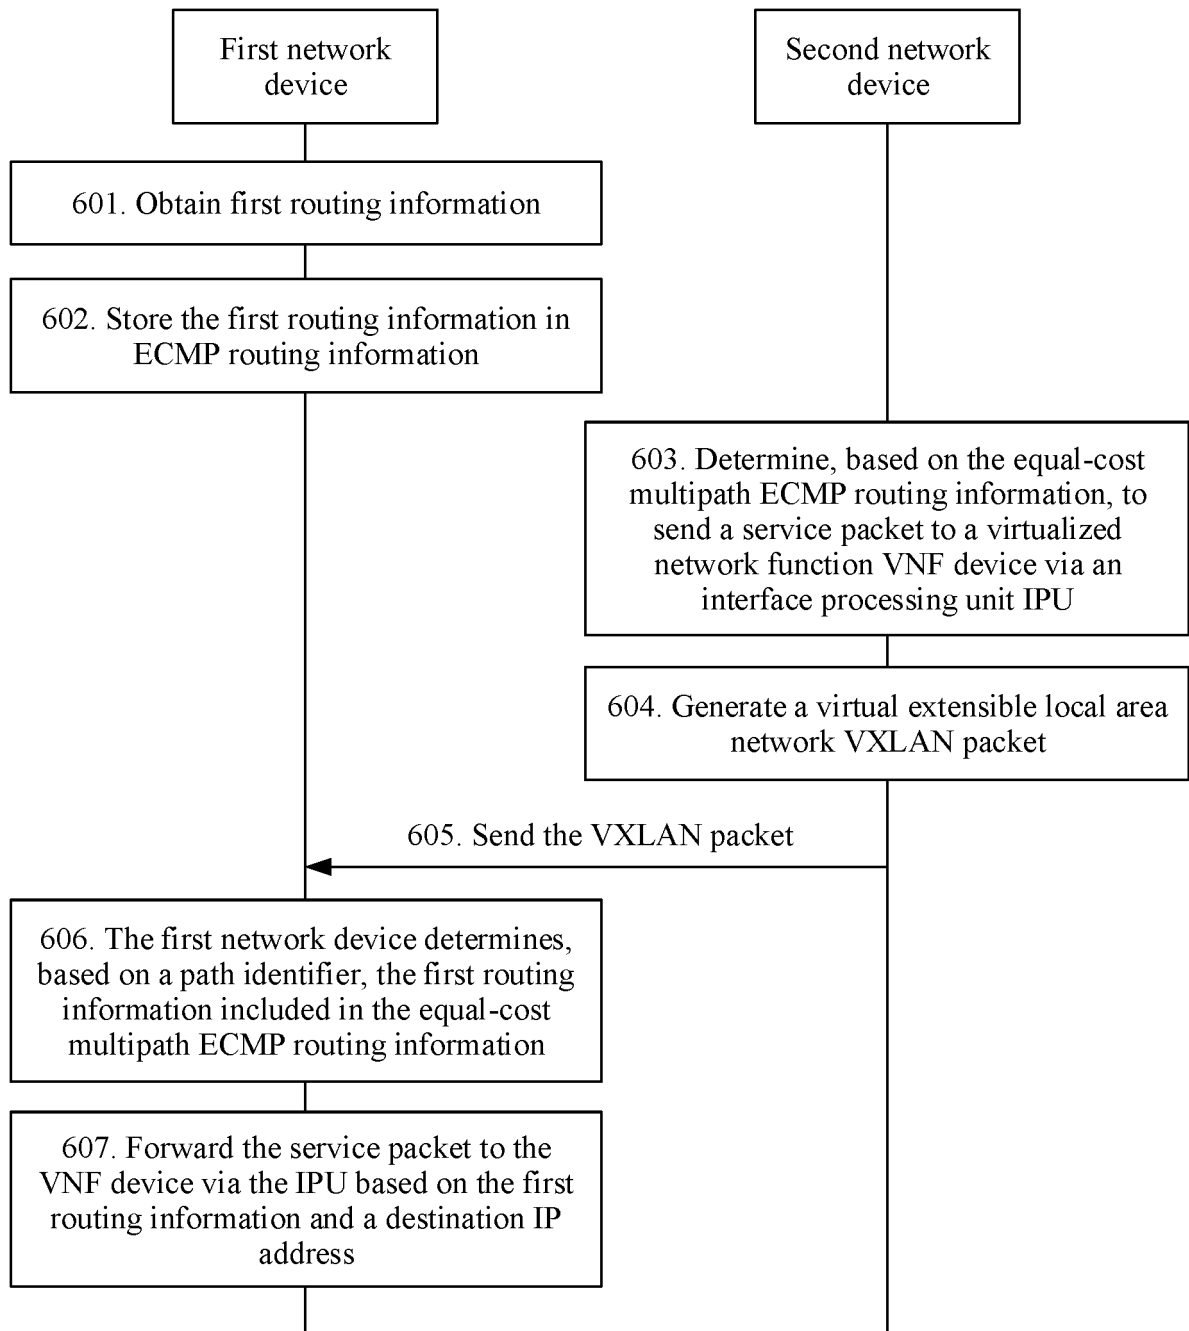 First network
device
Second network
device
601. Obtain first routing information
602. Store the first routing information in
ECMP routing information
603. Determine, based on the equal-cost
multipath ECMP routing information, to
send a service packet to a virtualized
network function VNF device via an
interface processing unit IPU
604. Generate a virtual extensible local area
network VXLAN packet
605. Send the VXLAN packet
606. The first network device determines,
based on a path identifier, the first routing
information included in the equal-cost
multipath ECMP routing information
607. Forward the service packet to the
VNF device via the IPU based on the first
routing information and a destination IP
address